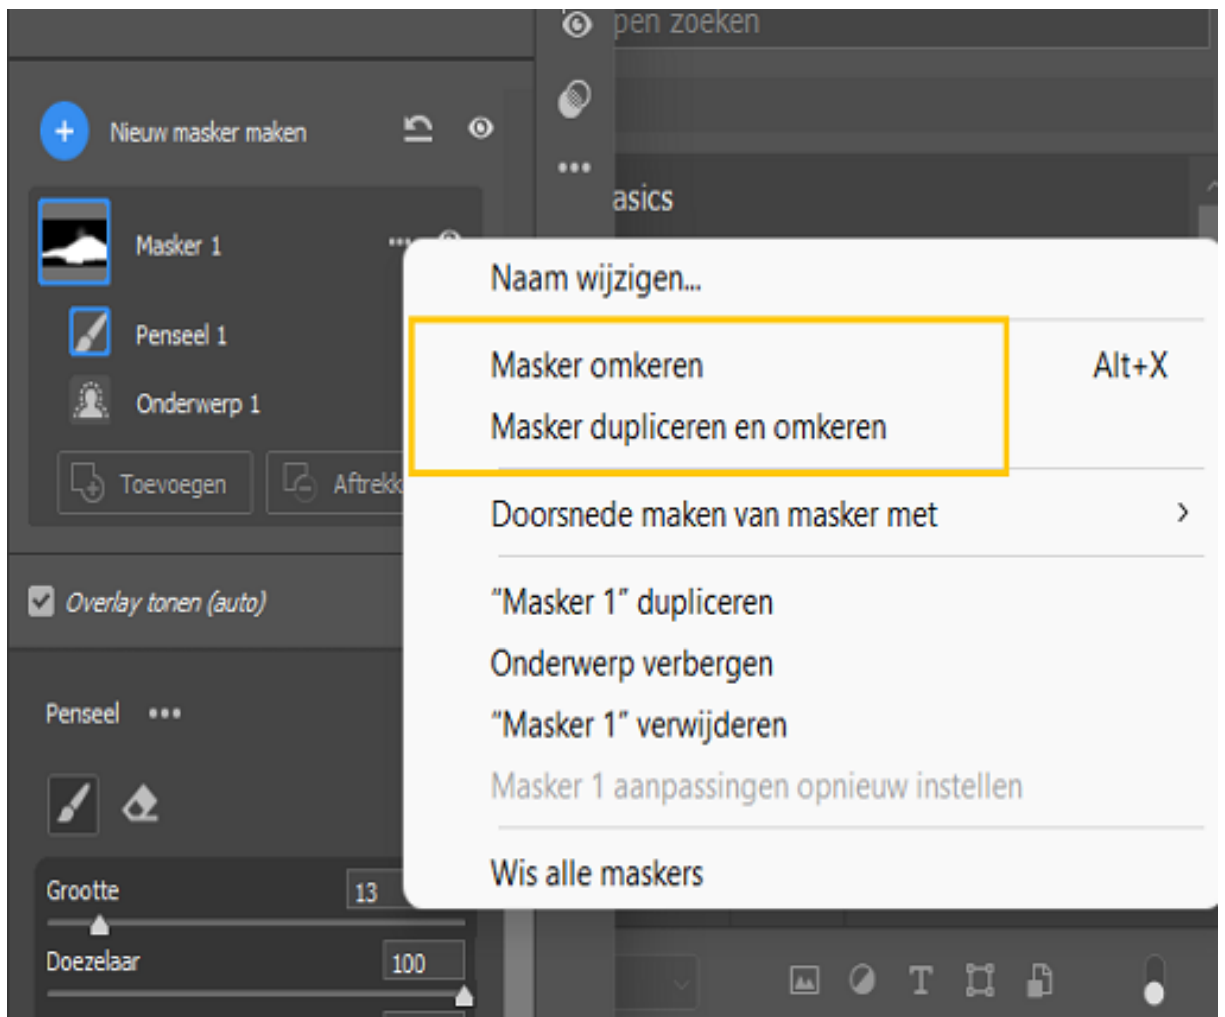 pen zoeken
Nieuw masker maken
asics
Masker 1
Naam wijzigen...
Penseel 1
Masker omkeren Alt+X
Onderwerp 1
Masker dupliceren en omkeren
Toevoegen Aftrekk
Doorsnede maken van masker met
Overlay tonen (auto)
“Masker 1” dupliceren
Onderwerp verbergen
Penseel
“Masker 1” verwijderen
Masker 1 aanpassingen opnieuw instellen
Grootte 13
Wis alle maskers
Doezelaar 100